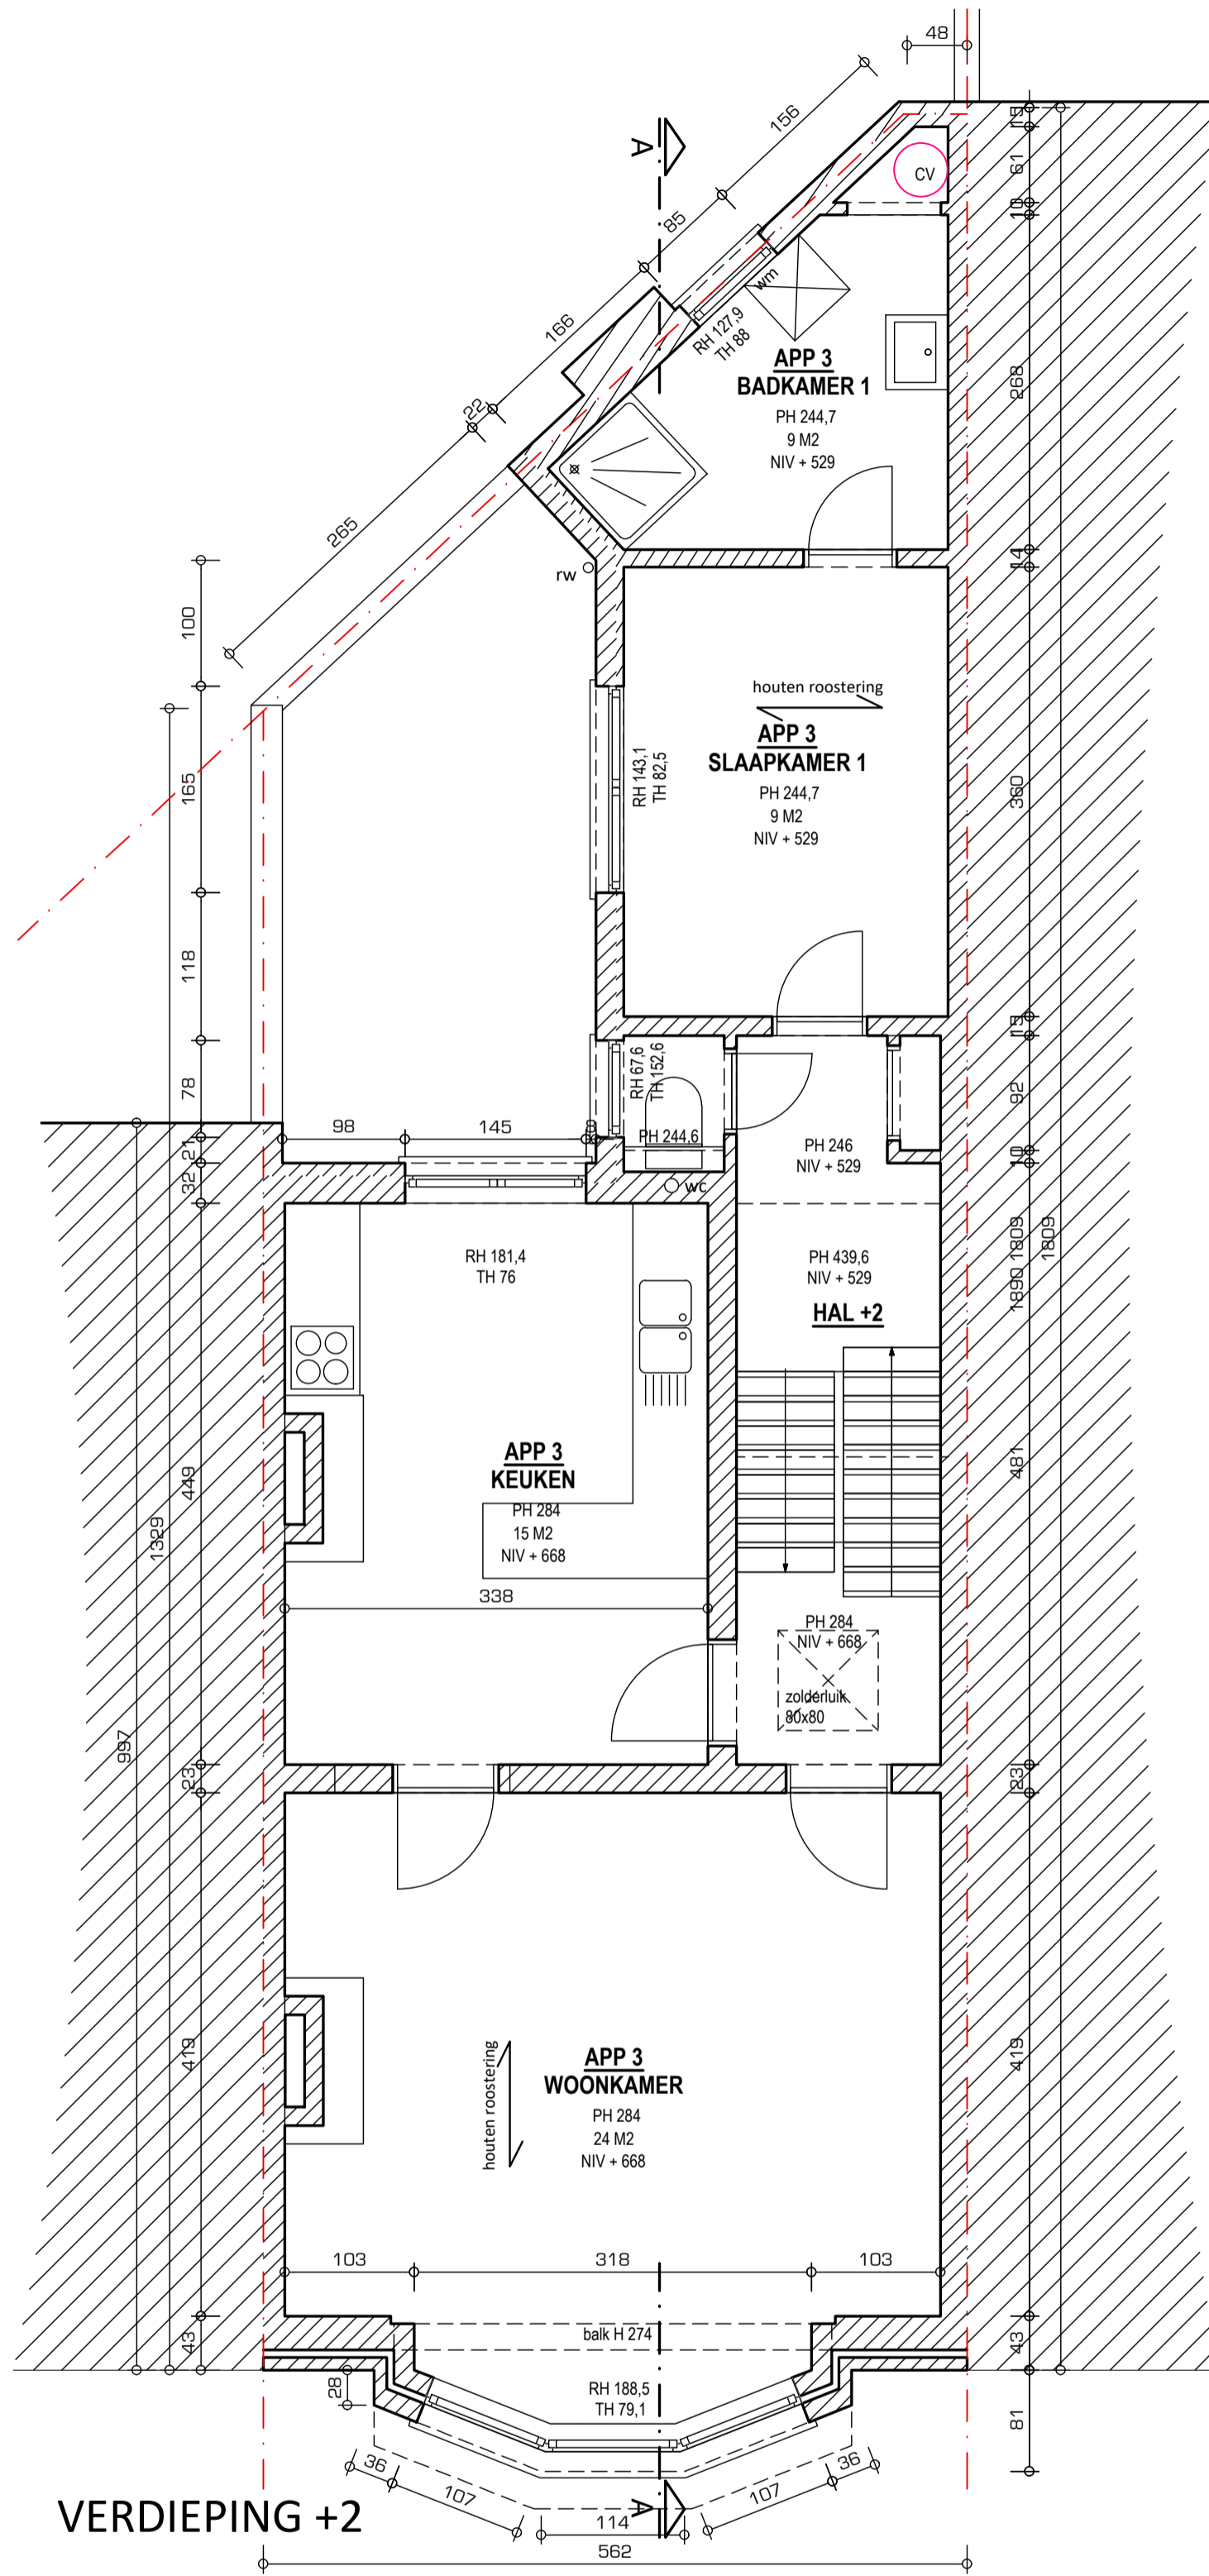 48
156
A
15
61
CV
10
85
wm
166
RH 127,9
TH 88
APP 3
BADKAMER 1
PH 244,7
9 M2
NIV + 529
268
22
265
14
rw
100
houten roostering
APP 3
SLAAPKAMER 1
PH 244,7
9 M2
NIV + 529
RH 143,1
TH 82,5
165
360
118
15
RH 67,6
TH 152,6
78
92
98
145
PH 244,6
PH 246
NIV + 529
21
10
32
wc
RH 181,4
TH 76
PH 439,6
NIV + 529
HAL +2
1890 1809
1809
APP 3
KEUKEN
PH 284
15 M2
NIV + 668
449
481
1329
338
PH 284
NIV + 668
zolderluik
80x80
997
23
23
houten roostering
APP 3
WOONKAMER
PH 284
24 M2
NIV + 668
419
419
103
318
103
balk H 274
43
43
RH 188,5
TH 79,1
28
81
36
107
A
107
36
114
562
VERDIEPING +2